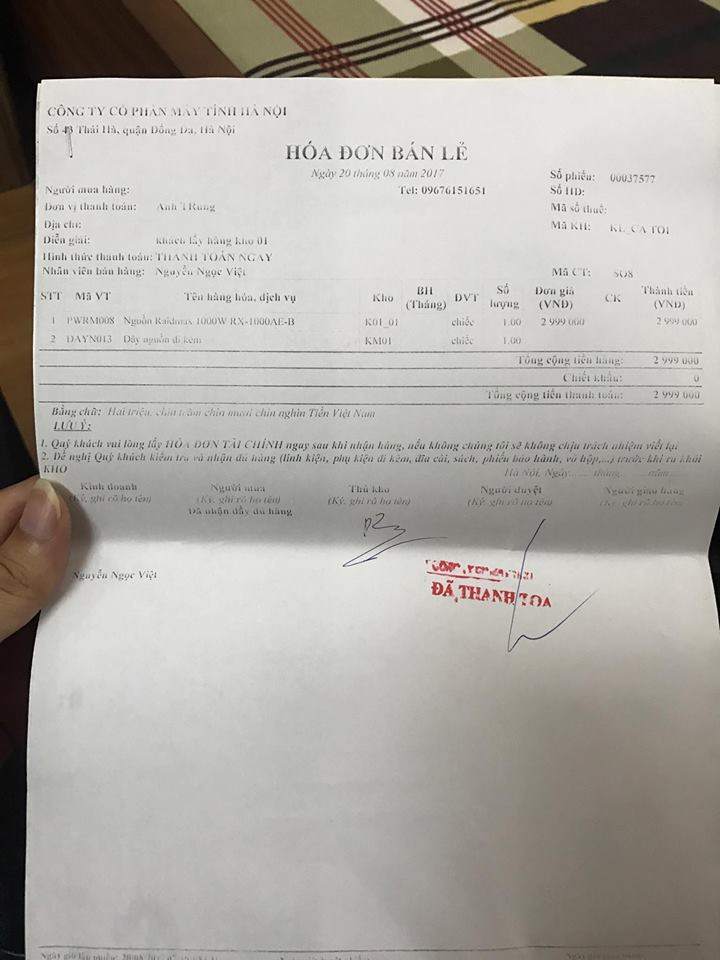 CÔNG TY CỔ PHẦN MÁY TÍNH HÀ NỘI
Số 43 Thái Hà, quận Đống Đa, Hà Nội
HÓA ĐƠN BÁN LẺ
Ngày 20 tháng 08 năm 2017
Số phiếu: 00037577
Người mua hàng: Tel: 09676151651 Số HD:
Đơn vị thanh toán: Anh TRung Mã số thuế:
Địa chỉ: Mã KH: KL_CA TOI
Diễn giải: khách lấy hàng kho 01
Hình thức thanh toán: THANH TOÁN NGAY
Nhân viên bán hàng: Nguyễn Ngọc Việt Mã CT: SO8
STT Mã VT Tên hàng hóa, dịch vụ Kho BH (Tháng) ĐVT Số lượng Đơn giá (VNĐ) CK Thành tiền (VNĐ)
1 PWRM008 Nguồn Raidmax 1000W RX-1000AE-B K01_01 chiếc 1.00 2 999 000 2 999 000
2 DAYN013 Dây nguồn đi kèm KM01 chiếc 1.00
Tổng cộng tiền hàng: 2 999 000
Chiết khấu: 0
Tổng cộng tiền thanh toán: 2 999 000
Bằng chữ: Hai triệu, chín trăm chín mươi chín nghìn Tiền Việt Nam
LƯU Ý:
1. Quý khách vui lòng lấy HÓA ĐƠN TÀI CHÍNH ngay sau khi nhận hàng, nếu không chúng tôi sẽ không chịu trách nhiệm viết lại
2. Đề nghị Quý khách kiểm tra và nhận đủ hàng (linh kiện, phụ kiện đi kèm, đĩa cài, sách, phiếu bảo hành, vỏ hộp,...) trước khi ra khỏi
KHO
Hà Nội, Ngày...... tháng...... năm......
Kinh doanh Người mua Thủ kho Người duyệt Người giao hàng
(Ký, ghi rõ họ tên) (Ký, ghi rõ họ tên) (Ký, ghi rõ họ tên) (Ký, ghi rõ họ tên) (Ký, ghi rõ họ tên)
Đã nhận đầy đủ hàng
Nguyễn Ngọc Việt
ĐÃ THANH TOÁ